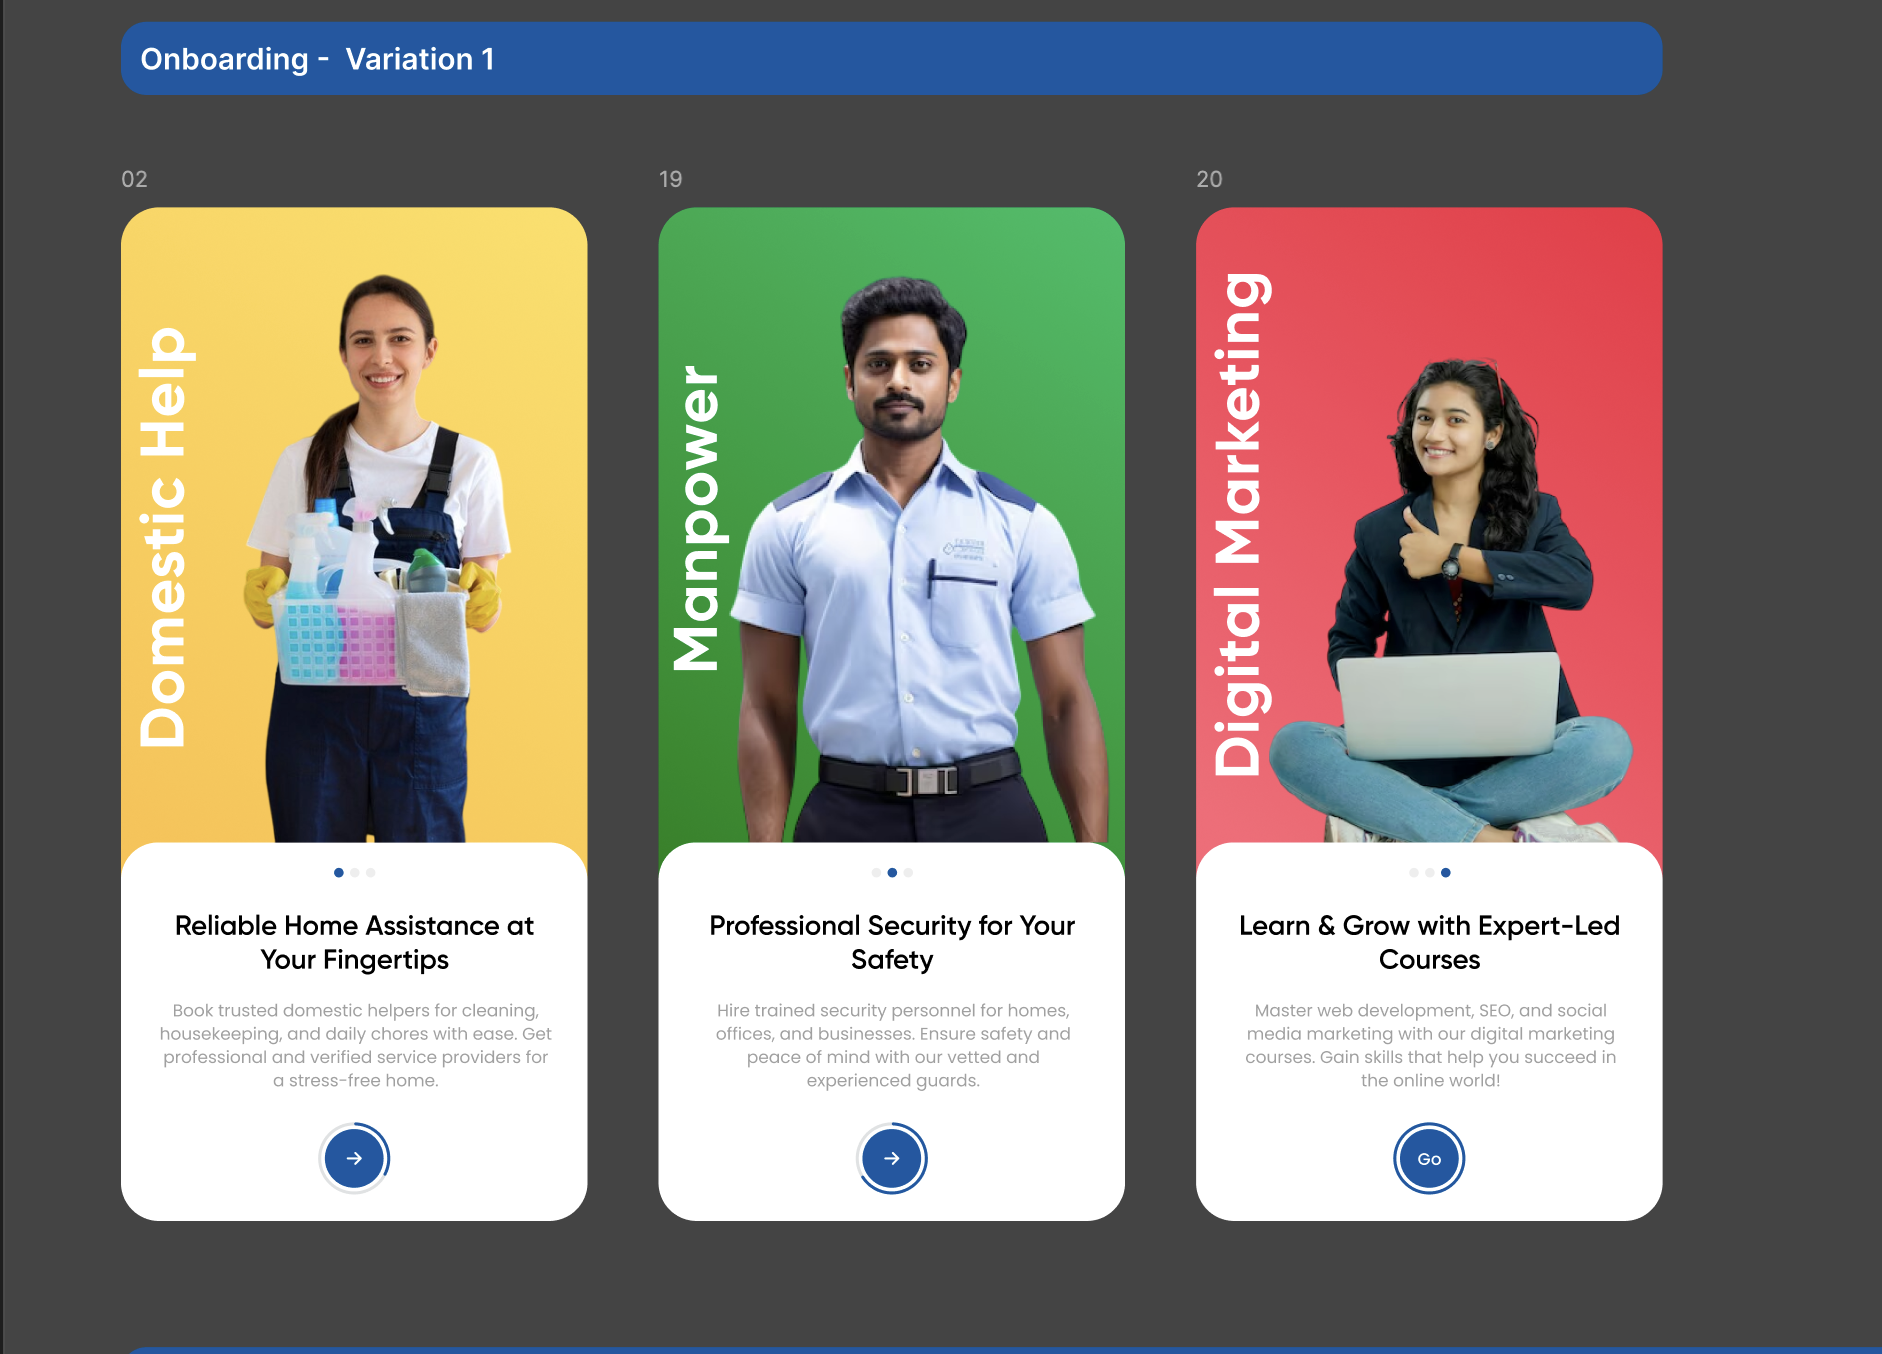 Onboarding -  Variation 1
02
Domestic Help
Reliable Home Assistance at
Your Fingertips
Book trusted domestic helpers for cleaning,
housekeeping, and daily chores with ease. Get
professional and verified service providers for
a stress-free home.
19
Manpower
Professional Security for Your
Safety
Hire trained security personnel for homes,
offices, and businesses. Ensure safety and
peace of mind with our vetted and
experienced guards.
20
Digital Marketing
Learn & Grow with Expert-Led
Courses
Master web development, SEO, and social
media marketing with our digital marketing
courses. Gain skills that help you succeed in
the online world!
Go